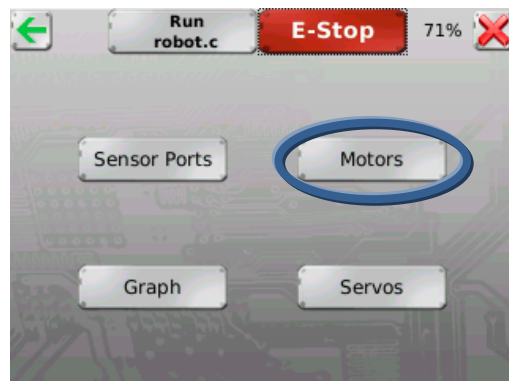 Run
robot.c
E-Stop
71%
Sensor Ports
Motors
Graph
Servos